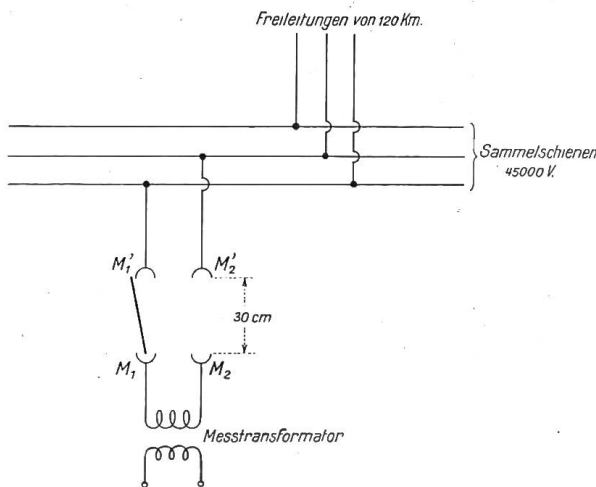 Freileitungen von 120 Km.
Sammelschienen
45000 V.
M₁' M₂'
30 cm
M₁ M₂
Messtransformator